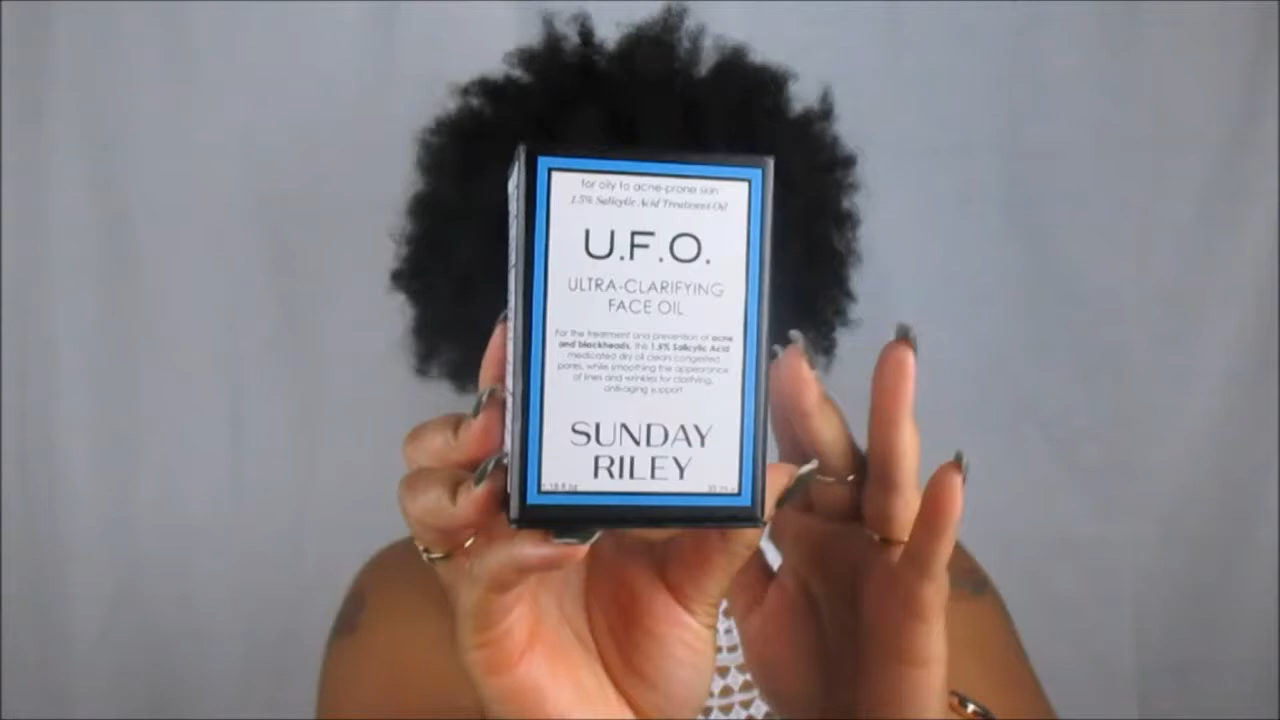 for oily to acne-prone skin
1.5% Salicylic Acid Treatment Oil
U.F.O.
ULTRA-CLARIFYING
FACE OIL
For the treatment and prevention of acne
and blackheads, this 1.5% Salicylic Acid
medicated dry oil clean congested
pores, while smoothing the appearance
of lines and wrinkles for clarifying,
anti-aging support
SUNDAY
RILEY